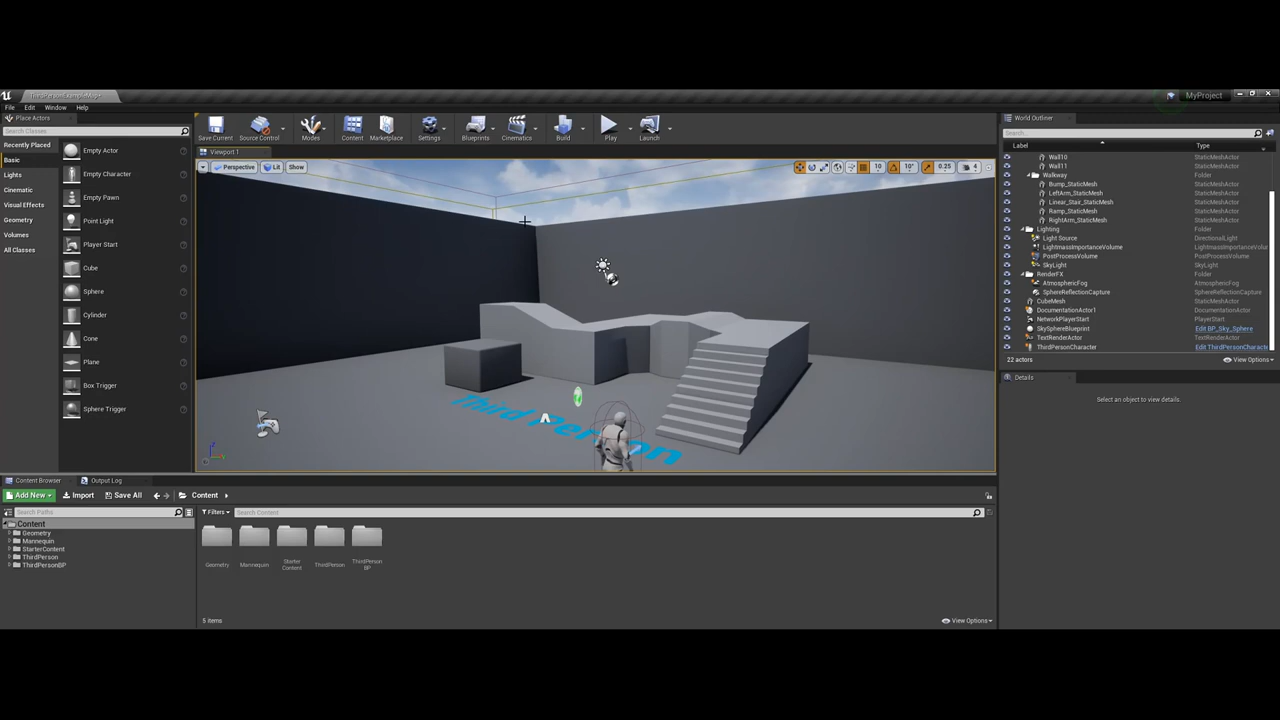 ThirdPersonExampleMap*
MyProject
File Edit Window Help
Place Actors
Search Classes
Recently Placed
Basic
Lights
Cinematic
Visual Effects
Geometry
Volumes
All Classes
Empty Actor
Empty Character
Empty Pawn
Point Light
Player Start
Cube
Sphere
Cylinder
Cone
Plane
Box Trigger
Sphere Trigger
Save Current
Source Control
Modes
Content
Marketplace
Settings
Blueprints
Cinematics
Build
Play
Launch
Viewport 1
Perspective Lit Show
10 10° 0.25 4
Third Person
World Outliner
Search...
Label Type
Wall10 StaticMeshActor
Wall11 StaticMeshActor
Walkway Folder
Bump_StaticMesh StaticMeshActor
LeftArm_StaticMesh StaticMeshActor
Linear_Stair_StaticMesh StaticMeshActor
Ramp_StaticMesh StaticMeshActor
RightArm_StaticMesh StaticMeshActor
Lighting Folder
Light Source DirectionalLight
LightmassImportanceVolume LightmassImportanceVolu
PostProcessVolume PostProcessVolume
SkyLight SkyLight
RenderFX Folder
AtmosphericFog AtmosphericFog
SphereReflectionCapture SphereReflectionCapture
CubeMesh StaticMeshActor
DocumentationActor1 DocumentationActor
NetworkPlayerStart PlayerStart
SkySphereBlueprint Edit BP_Sky_Sphere
TextRenderActor TextRenderActor
ThirdPersonCharacter Edit ThirdPersonCharacte
22 actors View Options
Details
Select an object to view details.
Content Browser Output Log
Add New Import Save All Content
Search Paths
Filters Search Content
Content
Geometry
Mannequin
StarterContent
ThirdPerson
ThirdPersonBP
Geometry
Mannequin
Starter Content
ThirdPerson
ThirdPerson BP
5 items View Options